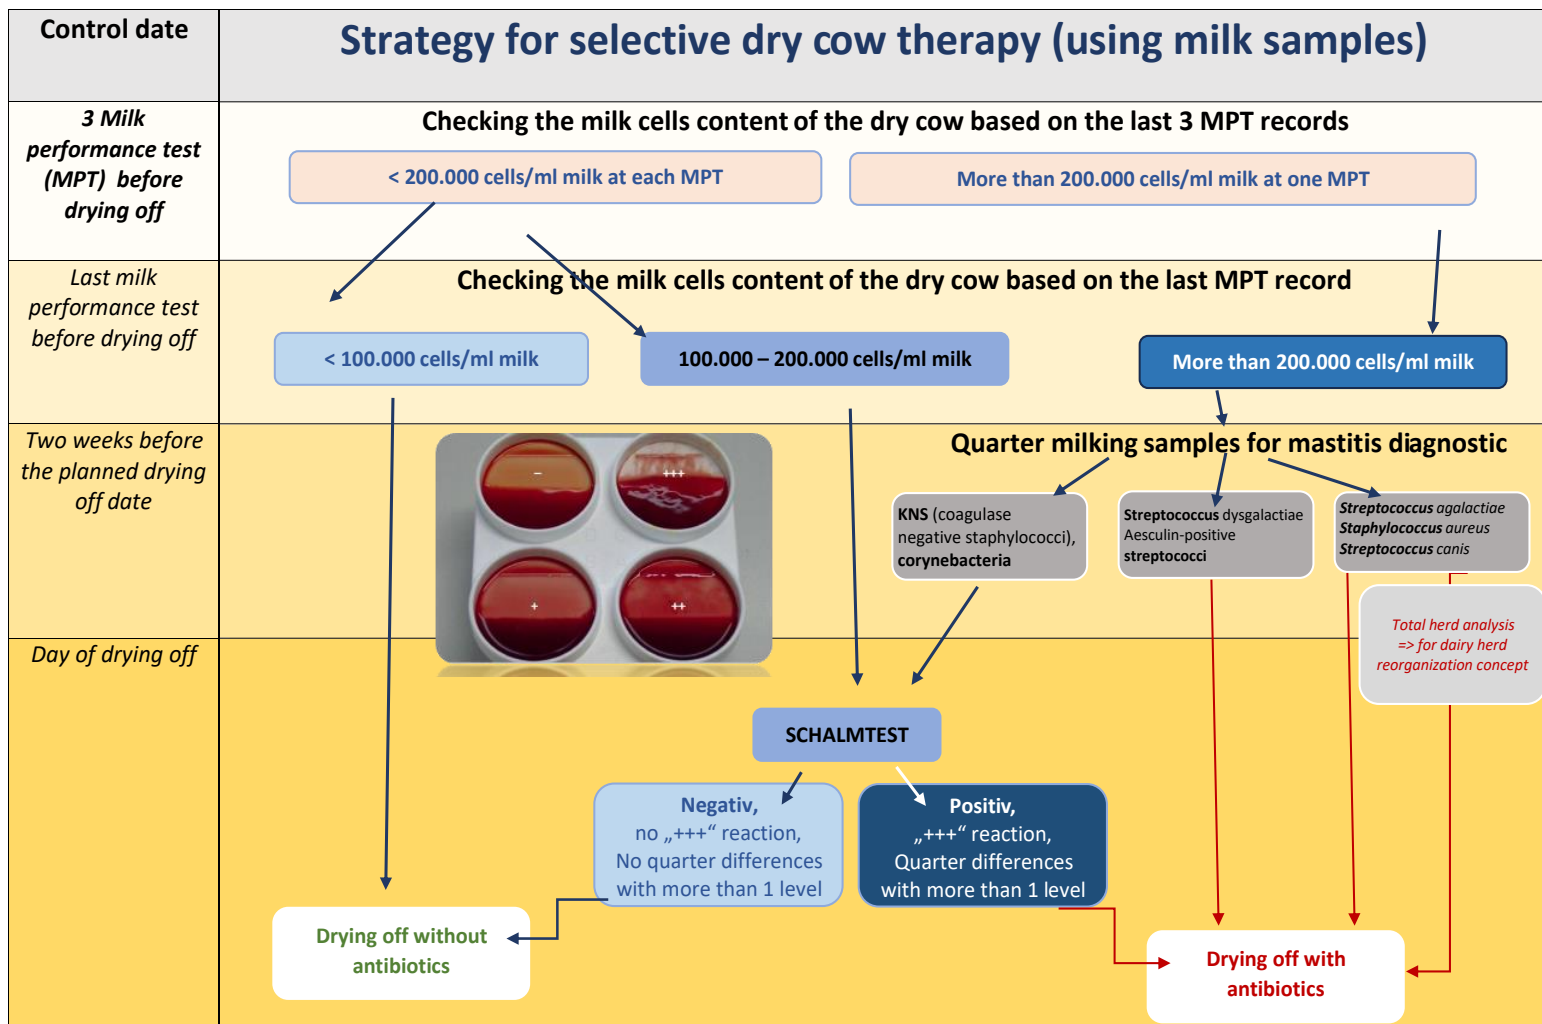 Control date
Strategy for selective dry cow therapy (using milk samples)
3 Milk
performance test
(MPT) before
drying off
Checking the milk cells content of the dry cow based on the last 3 MPT records
< 200.000 cells/ml milk at each MPT
More than 200.000 cells/ml milk at one MPT
Last milk
performance test
before drying off
Checking the milk cells content of the dry cow based on the last MPT record
< 100.000 cells/ml milk
100.000 – 200.000 cells/ml milk
More than 200.000 cells/ml milk
Two weeks before
the planned drying
off date
–
+++
+
++
Quarter milking samples for mastitis diagnostic
KNS (coagulase
negative staphylococci),
corynebacteria
Streptococcus dysgalactiae
Aesculin-positive
streptococci
Streptococcus agalactiae
Staphylococcus aureus
Streptococcus canis
Total herd analysis
=> for dairy herd
reorganization concept
Day of drying off
SCHALMTEST
Negativ,
no „+++“ reaction,
No quarter differences
with more than 1 level
Positiv,
„+++“ reaction,
Quarter differences
with more than 1 level
Drying off without
antibiotics
Drying off with
antibiotics